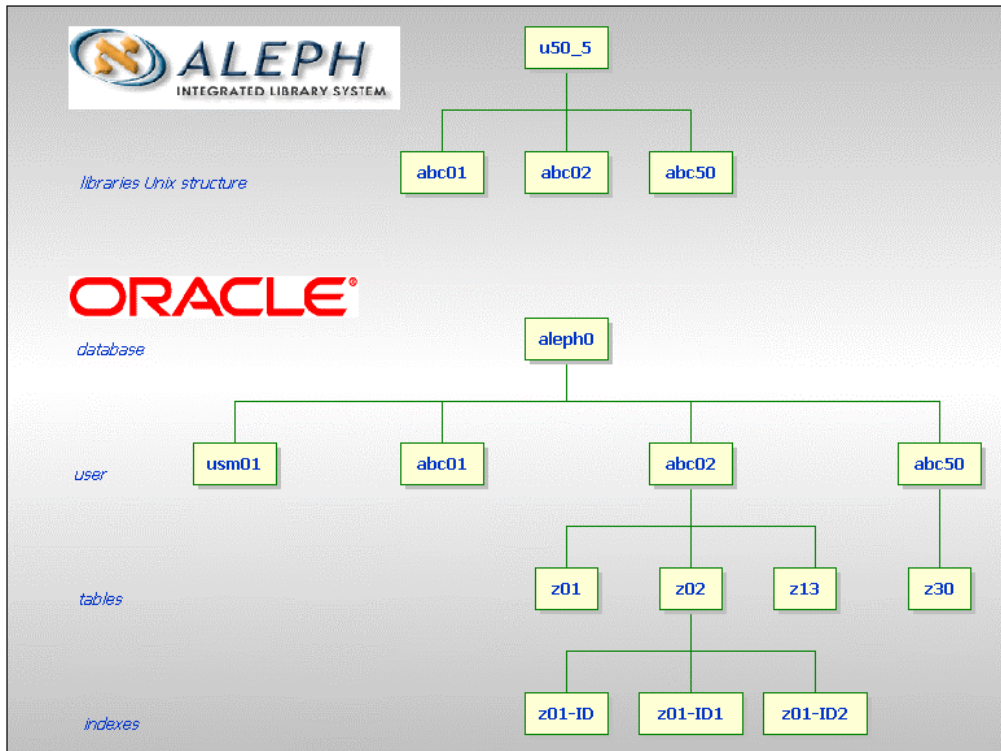 ALEPH
INTEGRATED LIBRARY SYSTEM
u50_5
libraries Unix structure
abc01
abc02
abc50
ORACLE®
database
aleph0
user
usm01
abc01
abc02
abc50
tables
z01
z02
z13
z30
indexes
z01-ID
z01-ID1
z01-ID2